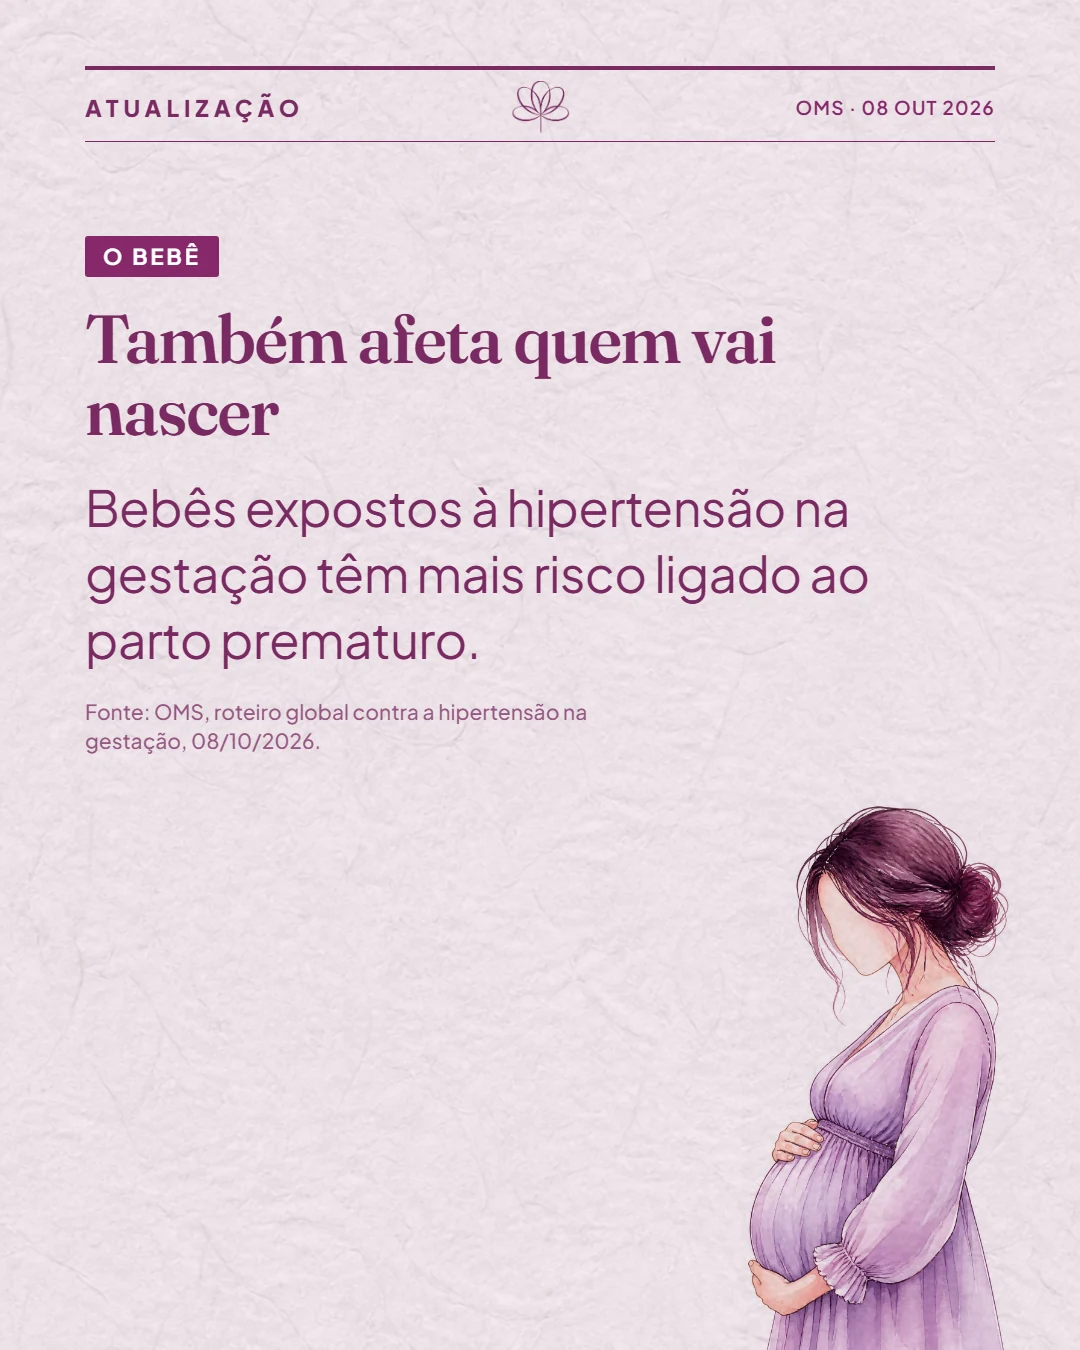 ATUALIZAÇÃO
OMS · 08 OUT 2026
O BEBÊ
Também afeta quem vai
nascer
Bebês expostos à hipertensão na
gestação têm mais risco ligado ao
parto prematuro.
Fonte: OMS, roteiro global contra a hipertensão na
gestação, 08/10/2026.